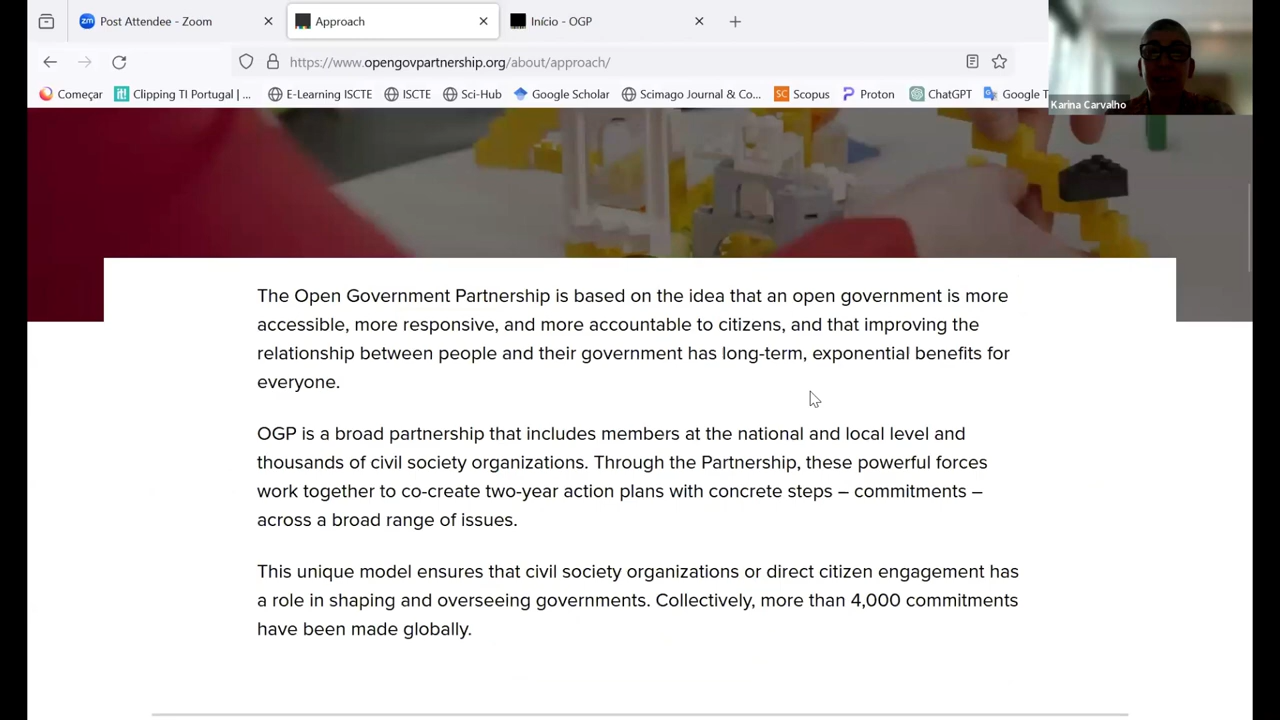 Post Attendee - Zoom
Approach
Início - OGP
https://www.opengovpartnership.org/about/approach/
Começar
Clipping TI Portugal | ...
E-Learning ISCTE
ISCTE
Sci-Hub
Google Scholar
Scimago Journal & Co...
SC Scopus
Proton
ChatGPT
Google T
Karina Carvalho
The Open Government Partnership is based on the idea that an open government is more
accessible, more responsive, and more accountable to citizens, and that improving the
relationship between people and their government has long-term, exponential benefits for
everyone.
OGP is a broad partnership that includes members at the national and local level and
thousands of civil society organizations. Through the Partnership, these powerful forces
work together to co-create two-year action plans with concrete steps – commitments –
across a broad range of issues.
This unique model ensures that civil society organizations or direct citizen engagement has
a role in shaping and overseeing governments. Collectively, more than 4,000 commitments
have been made globally.